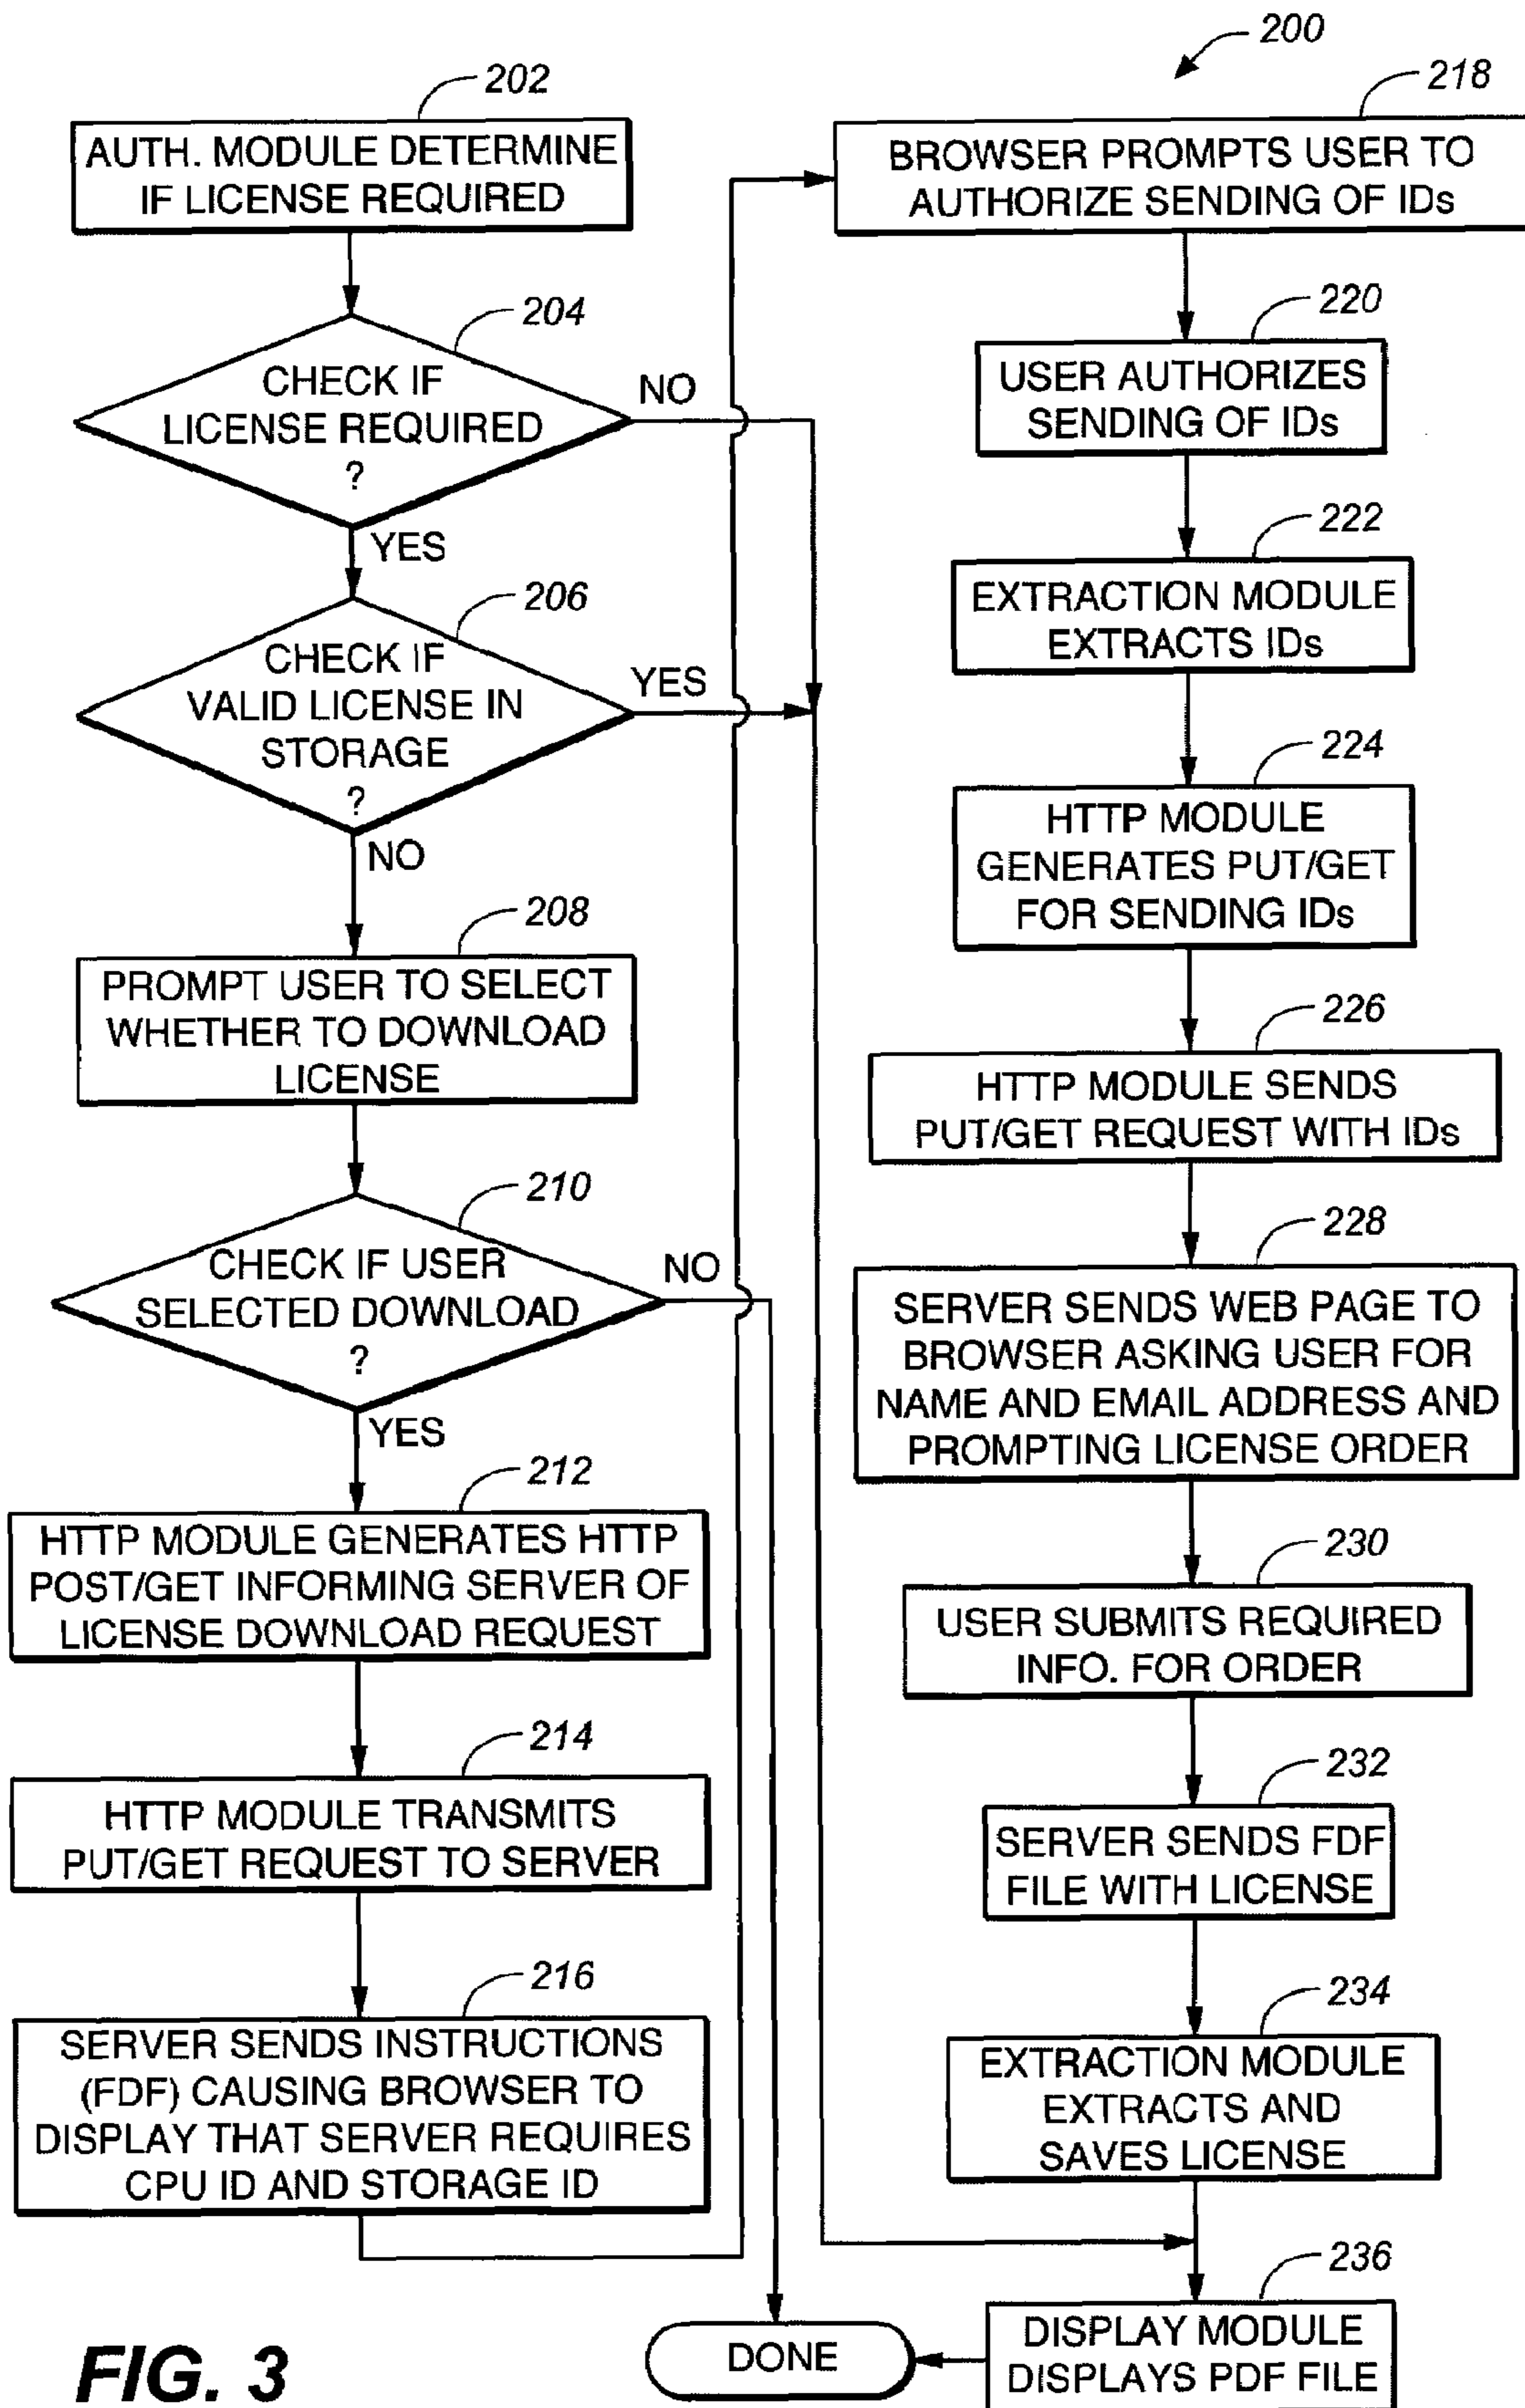 200
202
AUTH. MODULE DETERMINE
IF LICENSE REQUIRED
204
CHECK IF
LICENSE REQUIRED
?
NO
YES
206
CHECK IF
VALID LICENSE IN
STORAGE
?
YES
NO
208
PROMPT USER TO SELECT
WHETHER TO DOWNLOAD
LICENSE
210
CHECK IF USER
SELECTED DOWNLOAD
?
NO
YES
212
HTTP MODULE GENERATES HTTP
POST/GET INFORMING SERVER OF
LICENSE DOWNLOAD REQUEST
214
HTTP MODULE TRANSMITS
PUT/GET REQUEST TO SERVER
216
SERVER SENDS INSTRUCTIONS
(FDF) CAUSING BROWSER TO
DISPLAY THAT SERVER REQUIRES
CPU ID AND STORAGE ID
218
BROWSER PROMPTS USER TO
AUTHORIZE SENDING OF IDs
220
USER AUTHORIZES
SENDING OF IDs
222
EXTRACTION MODULE
EXTRACTS IDs
224
HTTP MODULE
GENERATES PUT/GET
FOR SENDING IDs
226
HTTP MODULE SENDS
PUT/GET REQUEST WITH IDs
228
SERVER SENDS WEB PAGE TO
BROWSER ASKING USER FOR
NAME AND EMAIL ADDRESS AND
PROMPTING LICENSE ORDER
230
USER SUBMITS REQUIRED
INFO. FOR ORDER
232
SERVER SENDS FDF
FILE WITH LICENSE
234
EXTRACTION MODULE
EXTRACTS AND
SAVES LICENSE
236
DISPLAY MODULE
DISPLAYS PDF FILE
DONE
FIG. 3